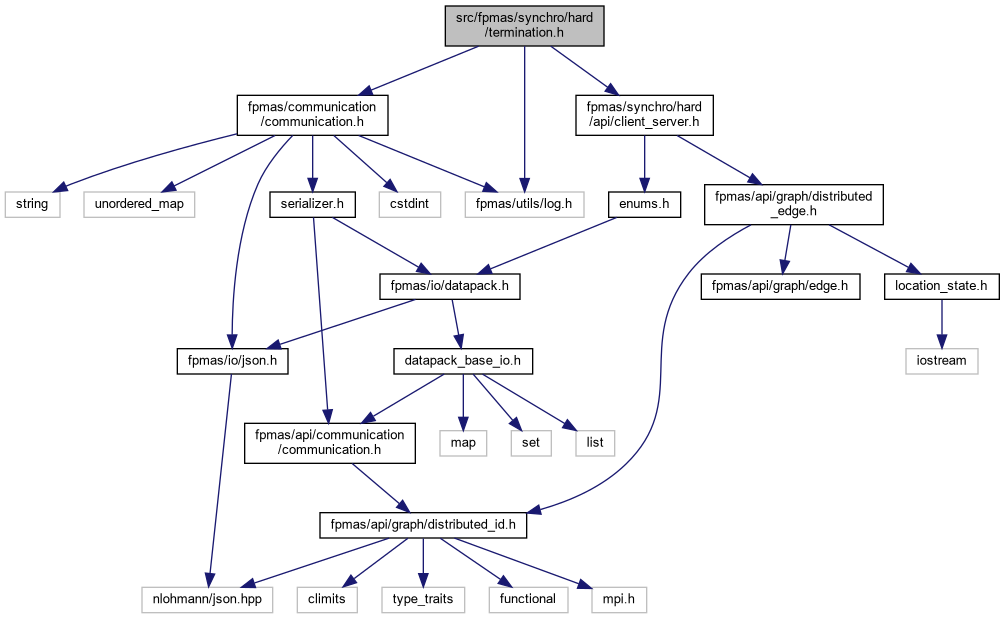 src/fpmas/synchro/hard
/termination.h
fpmas/communication
/communication.h
fpmas/synchro/hard
/api/client_server.h
string
unordered_map
serializer.h
cstdint
fpmas/utils/log.h
enums.h
fpmas/api/graph/distributed
_edge.h
fpmas/io/datapack.h
fpmas/api/graph/edge.h
location_state.h
fpmas/io/json.h
datapack_base_io.h
iostream
fpmas/api/communication
/communication.h
map
set
list
fpmas/api/graph/distributed_id.h
nlohmann/json.hpp
climits
type_traits
functional
mpi.h